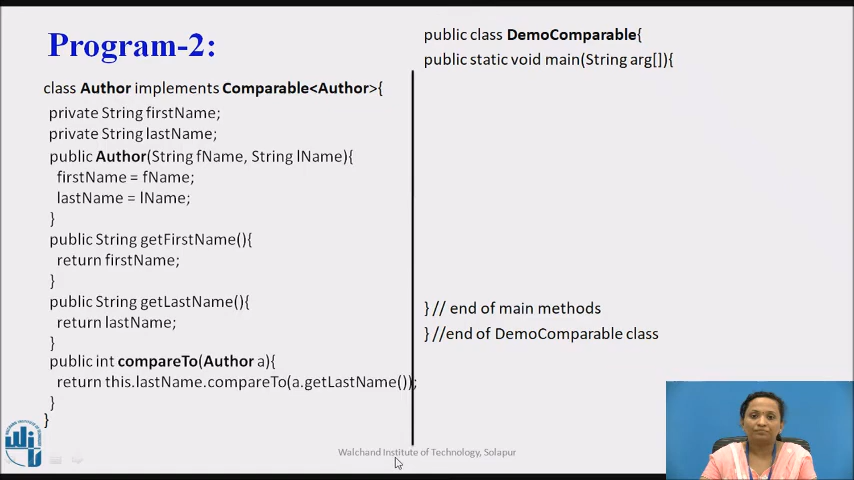 Program-2:
class Author implements Comparable<Author>{
private String firstName;
private String lastName;
public Author(String fName, String lName){
firstName = fName;
lastName = lName;
}
public String getFirstName(){
return firstName;
}
public String getLastName(){
return lastName;
}
public int compareTo(Author a){
return this.lastName.compareTo(a.getLastName());
}
}
public class DemoComparable{
public static void main(String arg[]){
} // end of main methods
} //end of DemoComparable class
Walchand Institute of Technology, Solapur